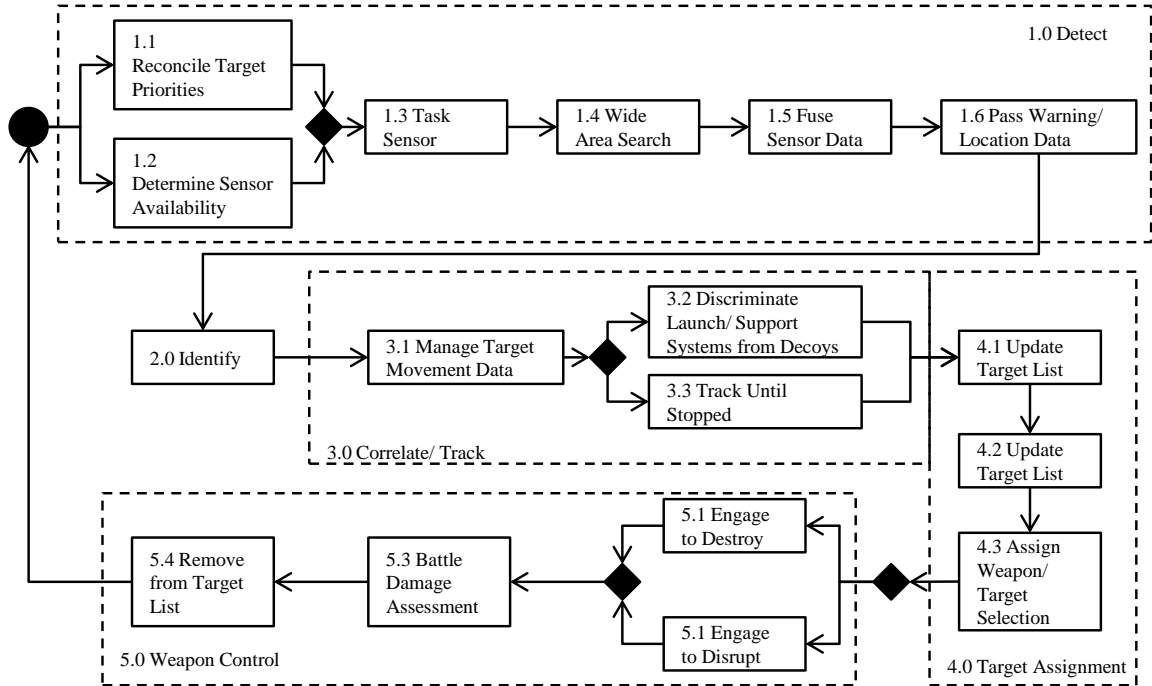 1.0 Detect
1.1
Reconcile Target
Priorities
1.2
Determine Sensor
Availability
1.3 Task
Sensor
1.4 Wide
Area Search
1.5 Fuse
Sensor Data
1.6 Pass Warning/
Location Data
2.0 Identify
3.1 Manage Target
Movement Data
3.2 Discriminate
Launch/ Support
Systems from Decoys
3.3 Track Until
Stopped
3.0 Correlate/ Track
4.1 Update
Target List
4.2 Update
Target List
4.3 Assign
Weapon/
Target
Selection
4.0 Target Assignment
5.1 Engage
to Destroy
5.1 Engage
to Disrupt
5.3 Battle
Damage
Assessment
5.4 Remove
from Target
List
5.0 Weapon Control